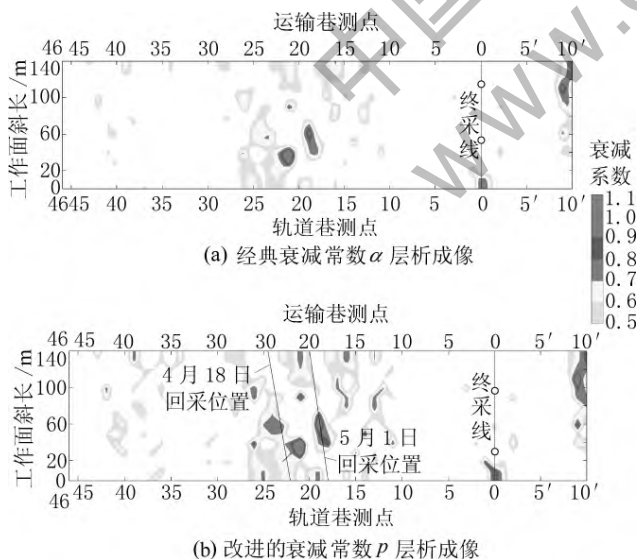 中国
www.
运输巷测点
46 45 40 35 30 25 20 15 10 5 0 5′ 10′
工作面斜长/m
140
100
60
20
0
终采线
46 45 40 35 30 25 20 15 10 5 0 5′ 10′
轨道巷测点
(a) 经典衰减常数α层析成像
衰减
系数
1.1
1.0
0.9
0.8
0.7
0.6
0.5
运输巷测点
46 45 40 35 30 25 20 15 10 5 0 5′ 10′
工作面斜长/m
140
100
60
20
0
4月18日
回采位置
5月1日
回采位置
终采线
46 45 40 35 30 25 20 15 10 5 0 5′ 10′
轨道巷测点
(b) 改进的衰减常数p层析成像